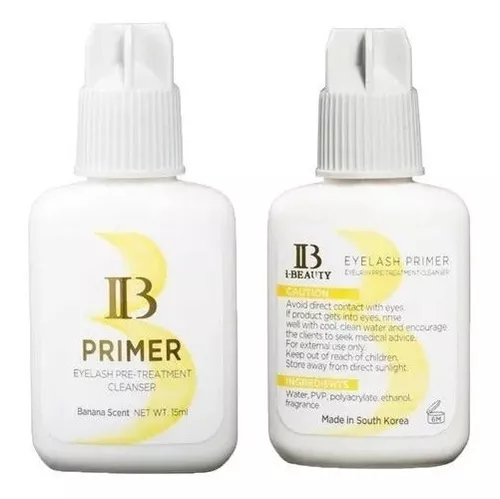 IB
PRIMER
EYELASH PRE-TREATMENT
CLEANSER
Banana Scent NET WT. 15ml
IB
I·BEAUTY
EYELASH PRIMER
EYELASH PRE-TREATMENT CLEANSER
CAUTION
Avoid direct contact with eyes.
If product gets into eyes, rinse
well with cool, clean water and encourage
the clients to seek medical advice.
For external use only.
Keep out of reach of children.
Store away from direct sunlight.
INGREDIENTS
Water, PVP, polyacrylate, ethanol,
fragrance
Made in South Korea
6M